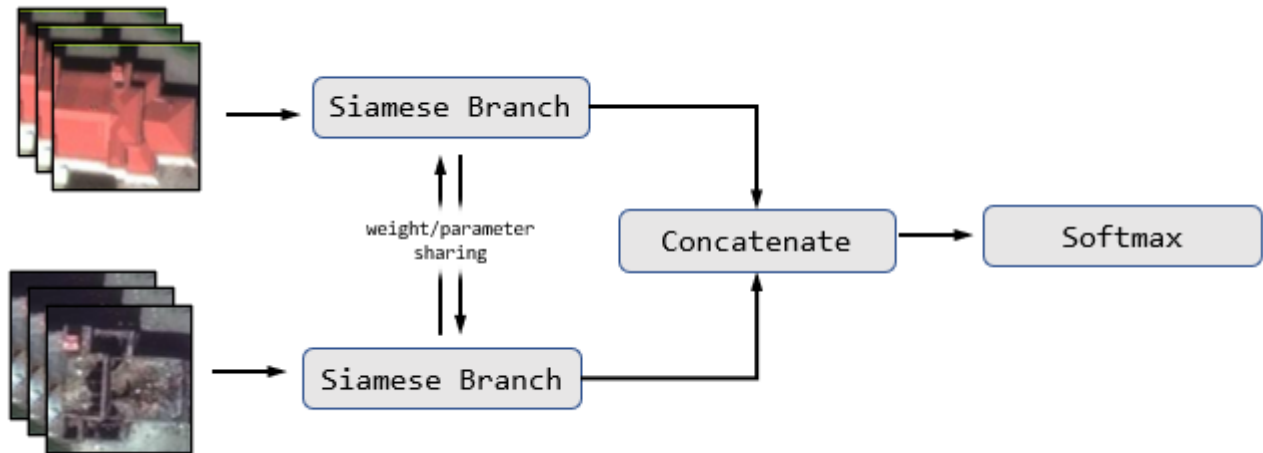 Siamese Branch
weight/parameter
sharing
Siamese Branch
Concatenate
Softmax